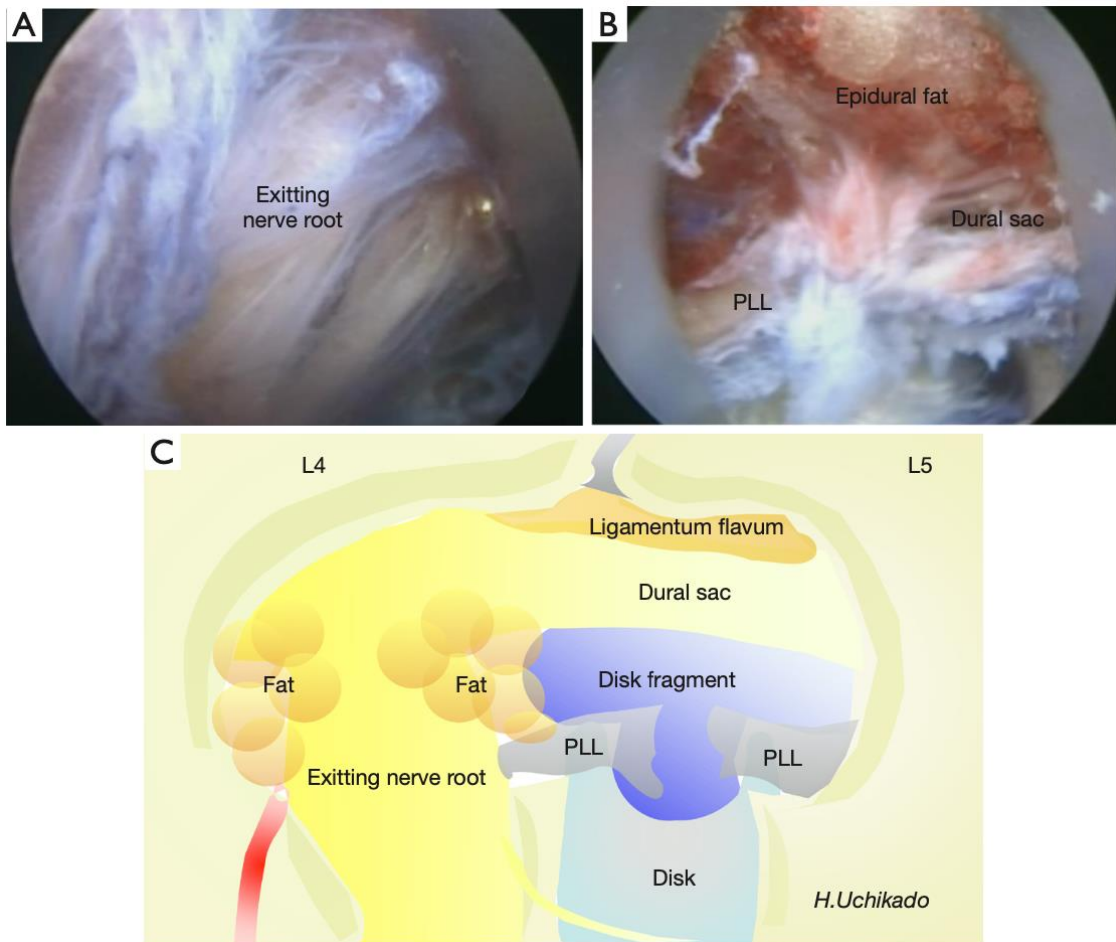 A
Exitting
nerve root
B
Epidural fat
Dural sac
PLL
C
L4
L5
Ligamentum flavum
Dural sac
Fat
Fat
Disk fragment
PLL
PLL
Exitting nerve root
Disk
H.Uchikado